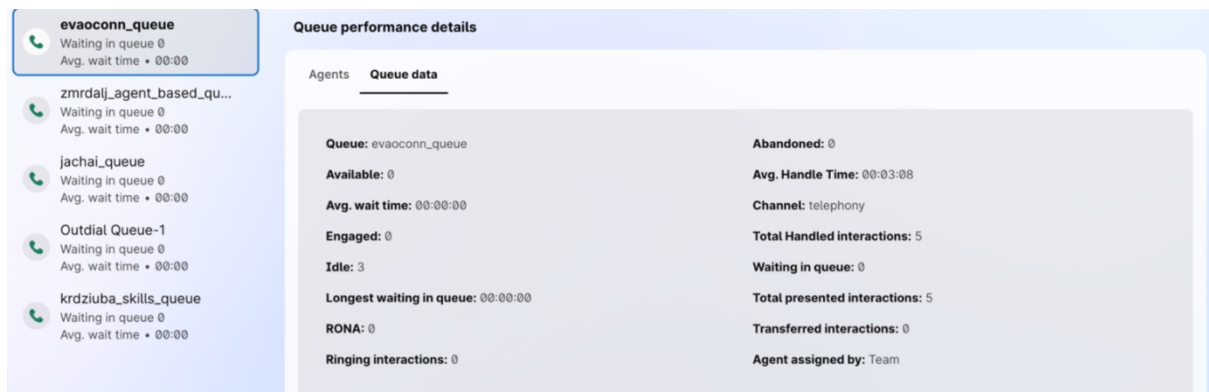 evaoconn_queue
Waiting in queue 0
Avg. wait time • 00:00
zmrdalj_agent_based_qu...
Waiting in queue 0
Avg. wait time • 00:00
jachai_queue
Waiting in queue 0
Avg. wait time • 00:00
Outdial Queue-1
Waiting in queue 0
Avg. wait time • 00:00
krdziuba_skills_queue
Waiting in queue 0
Avg. wait time • 00:00
Queue performance details
Agents Queue data
Queue: evaoconn_queue
Available: 0
Avg. wait time: 00:00:00
Engaged: 0
Idle: 3
Longest waiting in queue: 00:00:00
RONA: 0
Ringing interactions: 0
Abandoned: 0
Avg. Handle Time: 00:03:08
Channel: telephony
Total Handled interactions: 5
Waiting in queue: 0
Total presented interactions: 5
Transferred interactions: 0
Agent assigned by: Team